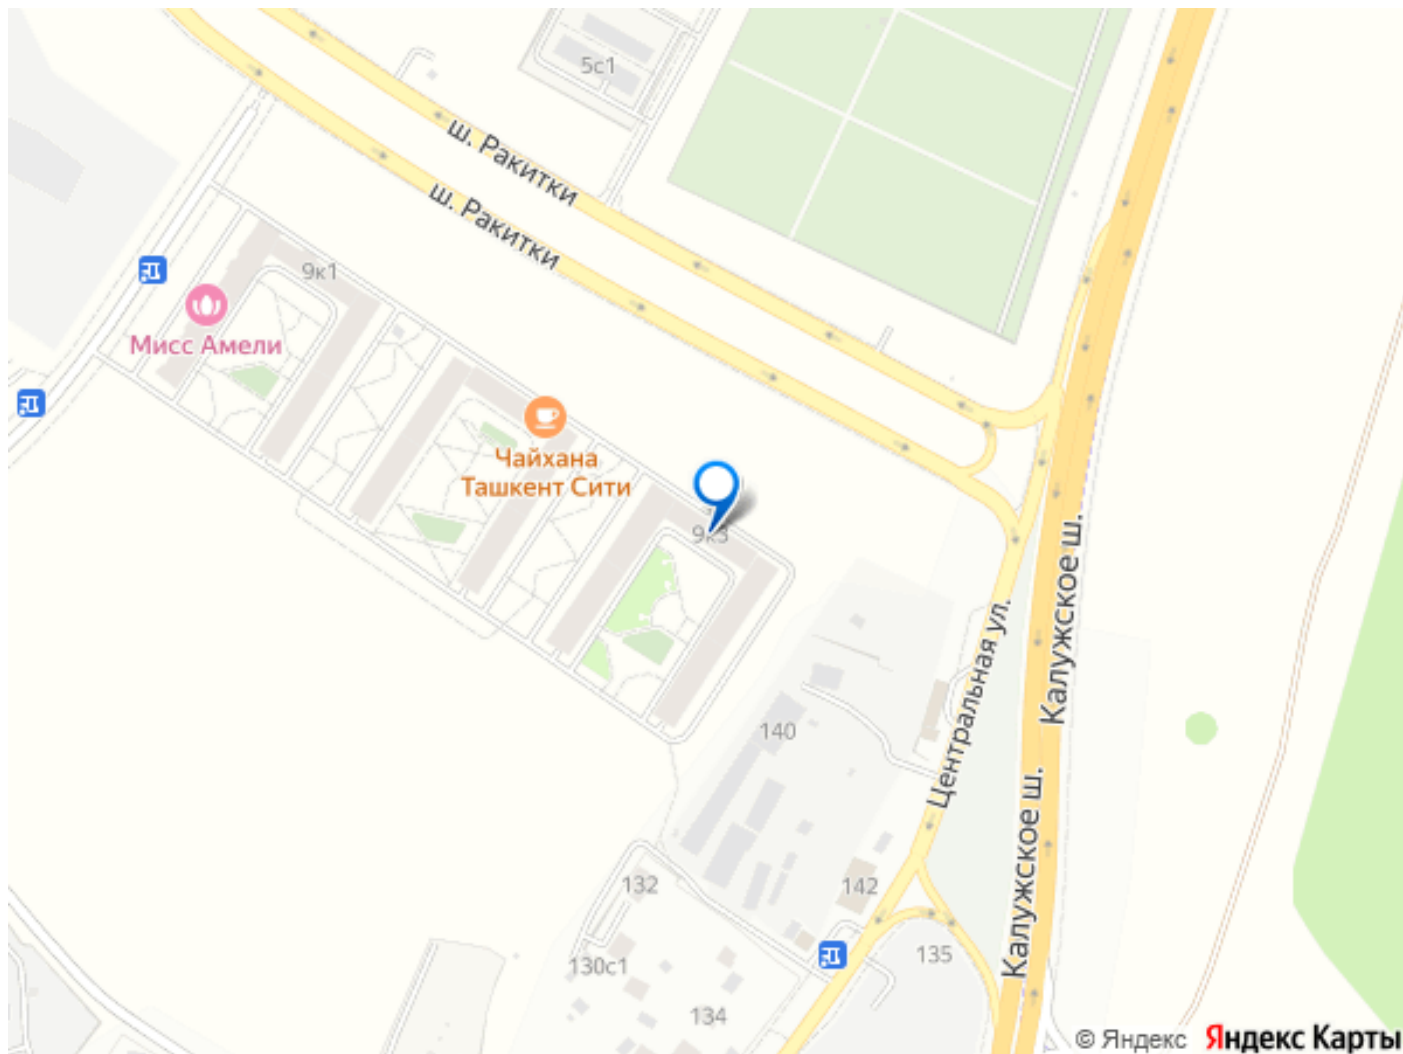 5с1
ш. Ракитки
ш. Ракитки
9к1
Мисс Амели
Чайхана
Ташкент Сити
9к3
Калужское ш.
Центральная ул.
140
Калужское ш.
132
142
130с1
135
134
© Яндекс Яндекс Карты